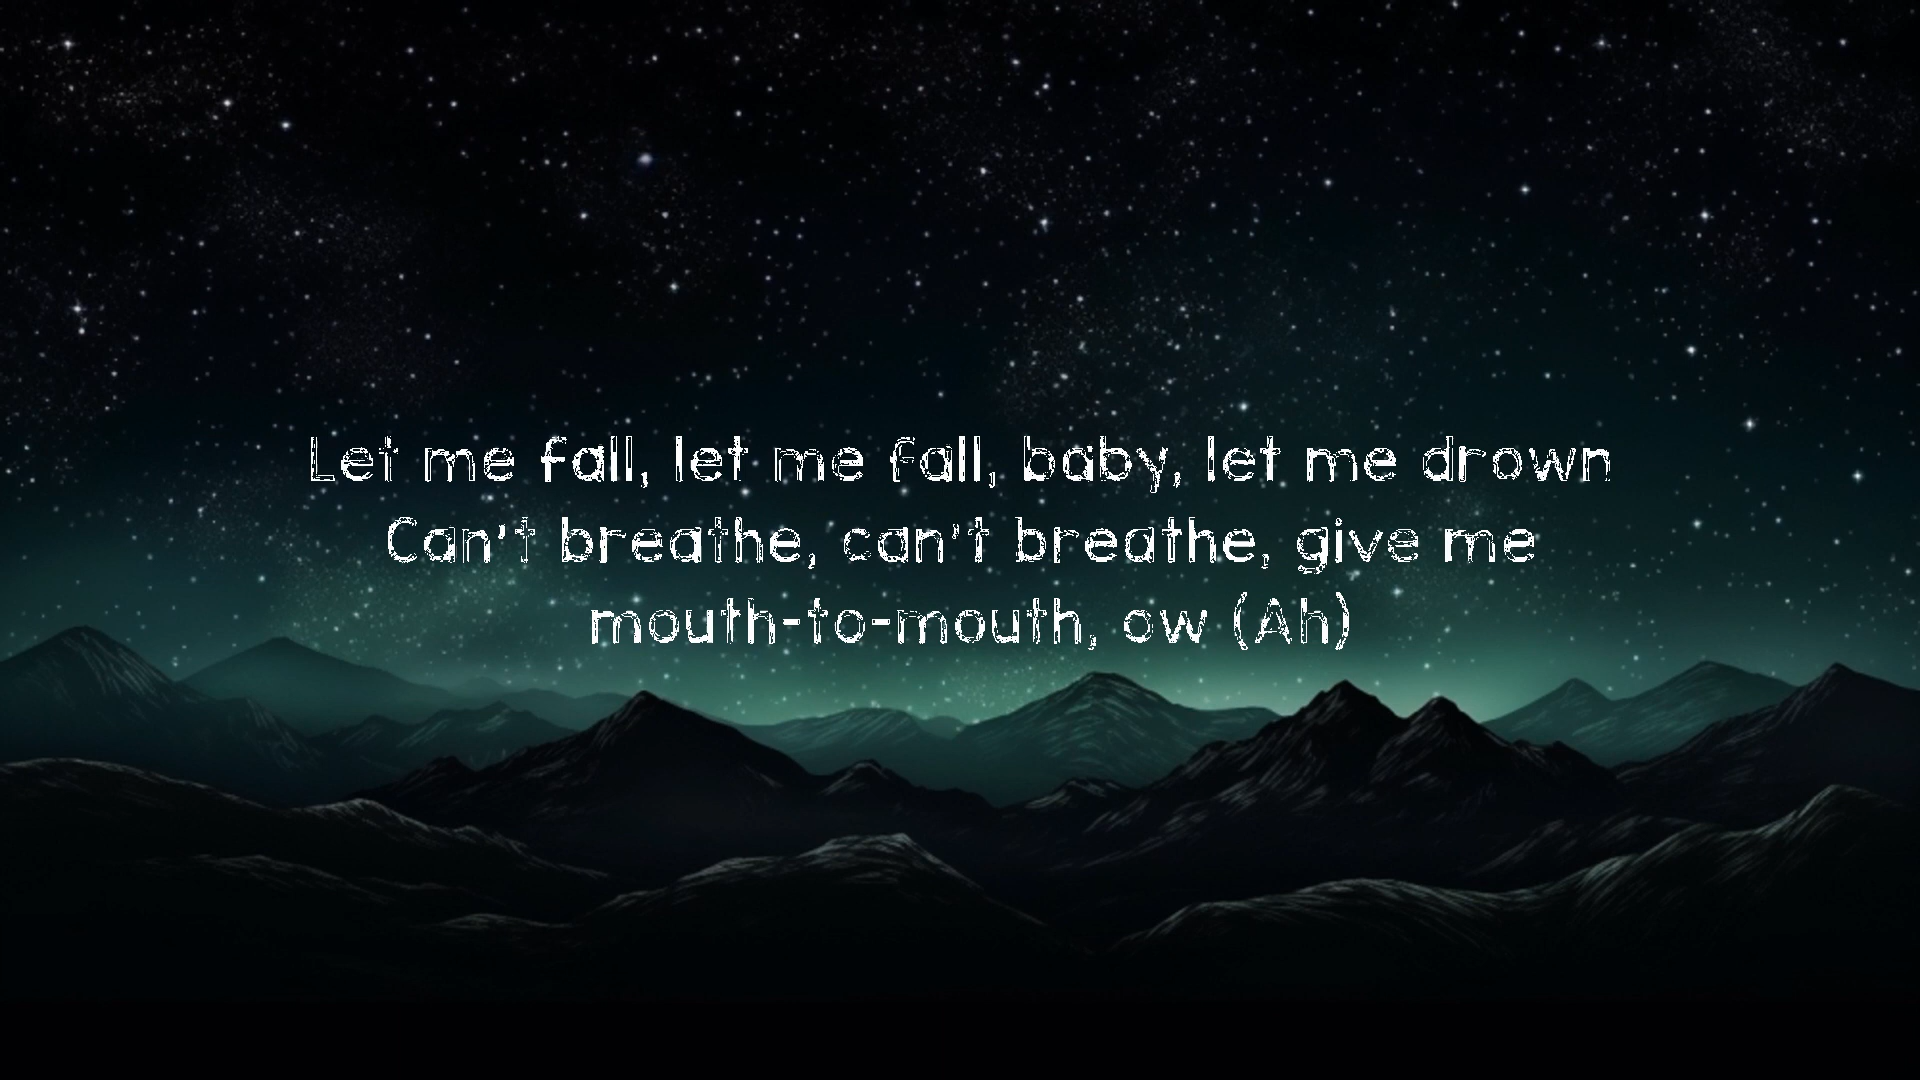 Let me fall, let me fall, baby, let me drown
Can't breathe, can't breathe, give me
mouth-to-mouth, ow (Ah)